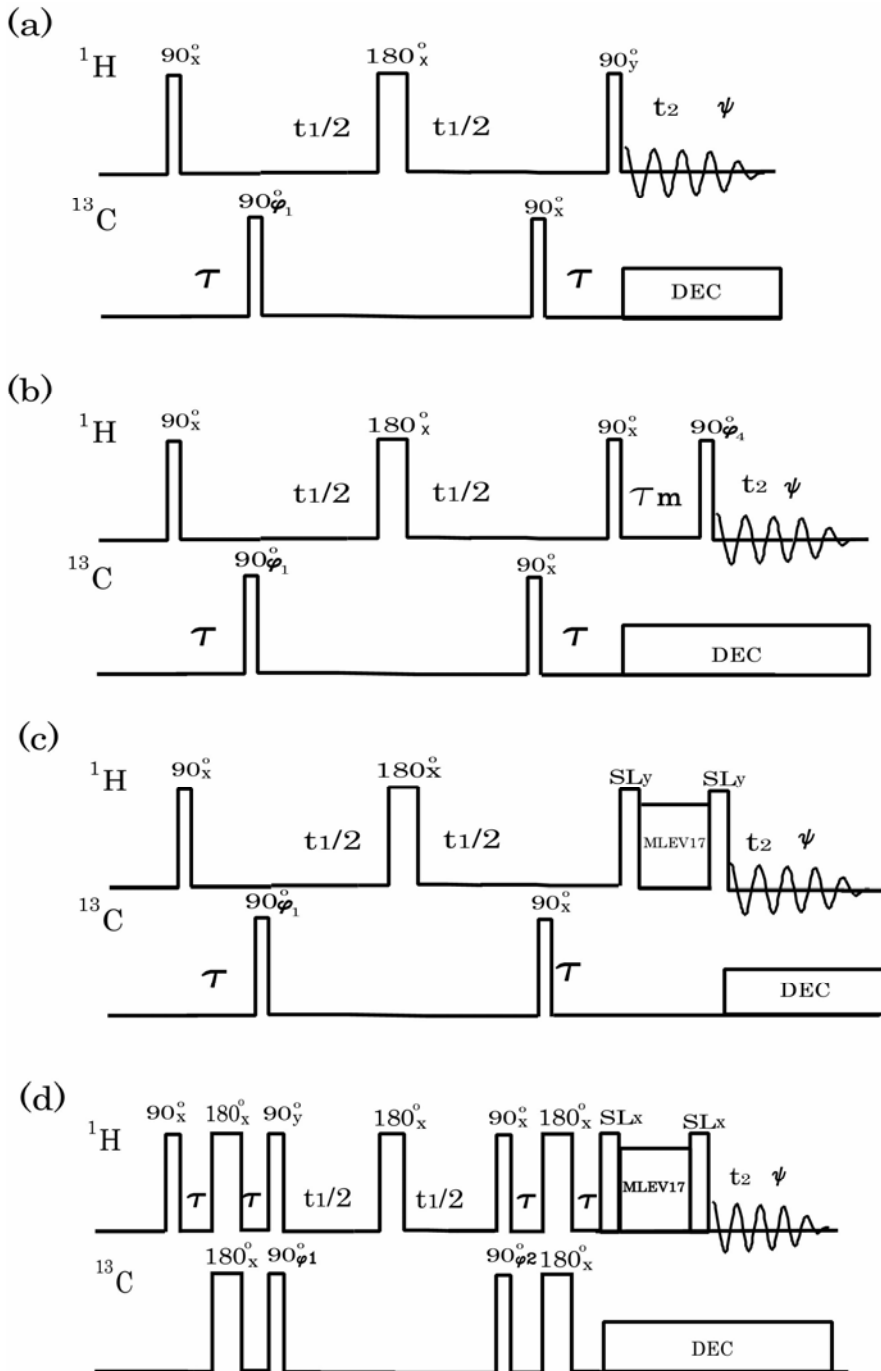 (a)
90°x 180°x 90°y
¹H
t1/2 t1/2 t2 ψ
¹³C 90°φ1 90°x
τ τ DEC
(b)
90°x 180°x 90°x 90°φ4
¹H
t1/2 t1/2 τm t2 ψ
¹³C 90°φ1 90°x
τ τ DEC
(c)
¹H 90°x 180°x SLy SLy
t1/2 t1/2 MLEV17 t2 ψ
¹³C 90°φ1 90°x
τ τ DEC
(d)
90°x 180°x 90°y 180°x 90°x 180°x SLx SLx
¹H
τ τ t1/2 t1/2 τ τ MLEV17 t2 ψ
¹³C 180°x 90°φ1 90°φ2 180°x
DEC